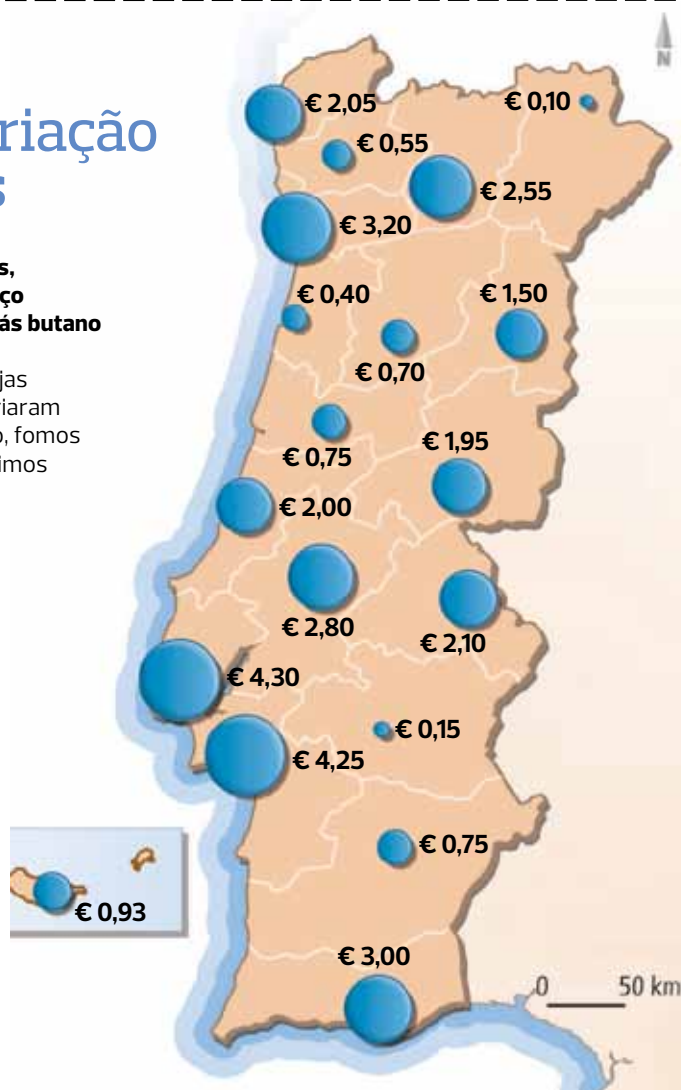 riação
s
s,
ço
ás butano
jas
iaram
o, fomos
imos
N
€ 2,05
€ 0,10
€ 0,55
€ 2,55
€ 3,20
€ 0,40
€ 1,50
€ 0,70
€ 0,75
€ 1,95
€ 2,00
€ 2,80
€ 2,10
€ 4,30
€ 0,15
€ 4,25
€ 0,75
€ 0,93
€ 3,00
0 50 km